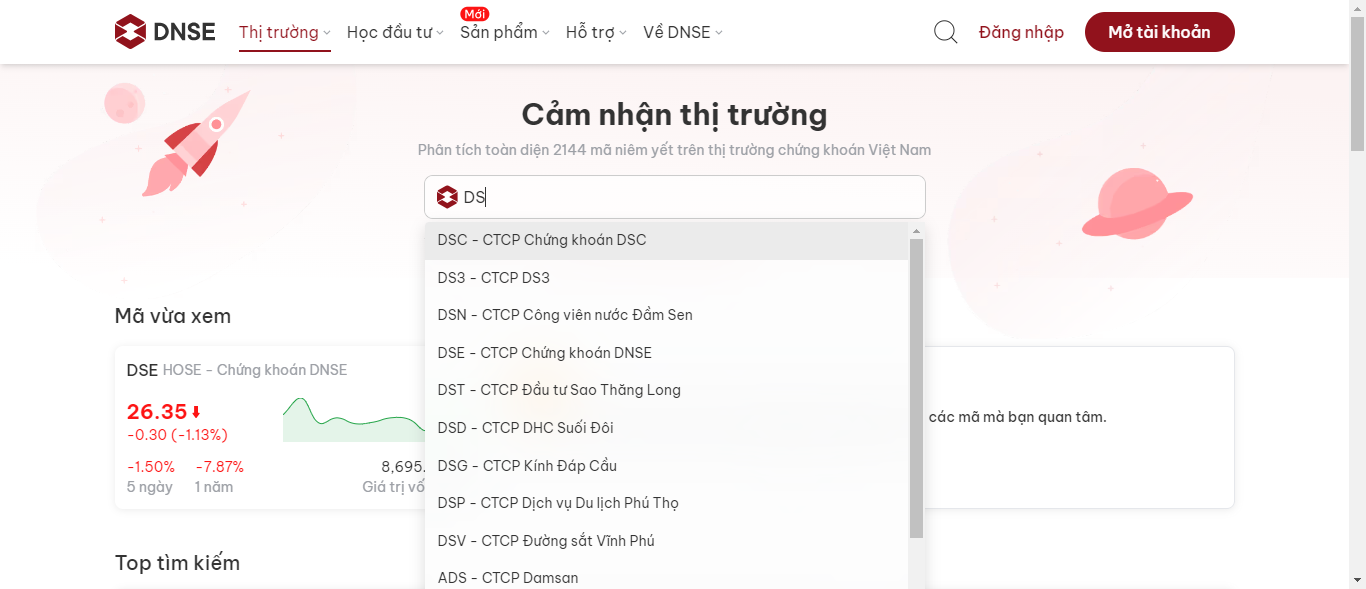 DNSE
Thị trường
Học đầu tư
Mới
Sản phẩm
Hỗ trợ
Về DNSE
Đăng nhập
Mở tài khoản
Cảm nhận thị trường
Phân tích toàn diện 2144 mã niêm yết trên thị trường chứng khoán Việt Nam
DS
DSC - CTCP Chứng khoán DSC
DS3 - CTCP DS3
DSN - CTCP Công viên nước Đầm Sen
DSE - CTCP Chứng khoán DNSE
DST - CTCP Đầu tư Sao Thăng Long
DSD - CTCP DHC Suối Đôi
DSG - CTCP Kính Đáp Cầu
DSP - CTCP Dịch vụ Du lịch Phú Thọ
DSV - CTCP Đường sắt Vĩnh Phú
ADS - CTCP Damsan
Mã vừa xem
DSE HOSE - Chứng khoán DNSE
26.35
-0.30 (-1.13%)
-1.50% -7.87% 8,695.
5 ngày 1 năm Giá trị vố
các mã mà bạn quan tâm.
Top tìm kiếm